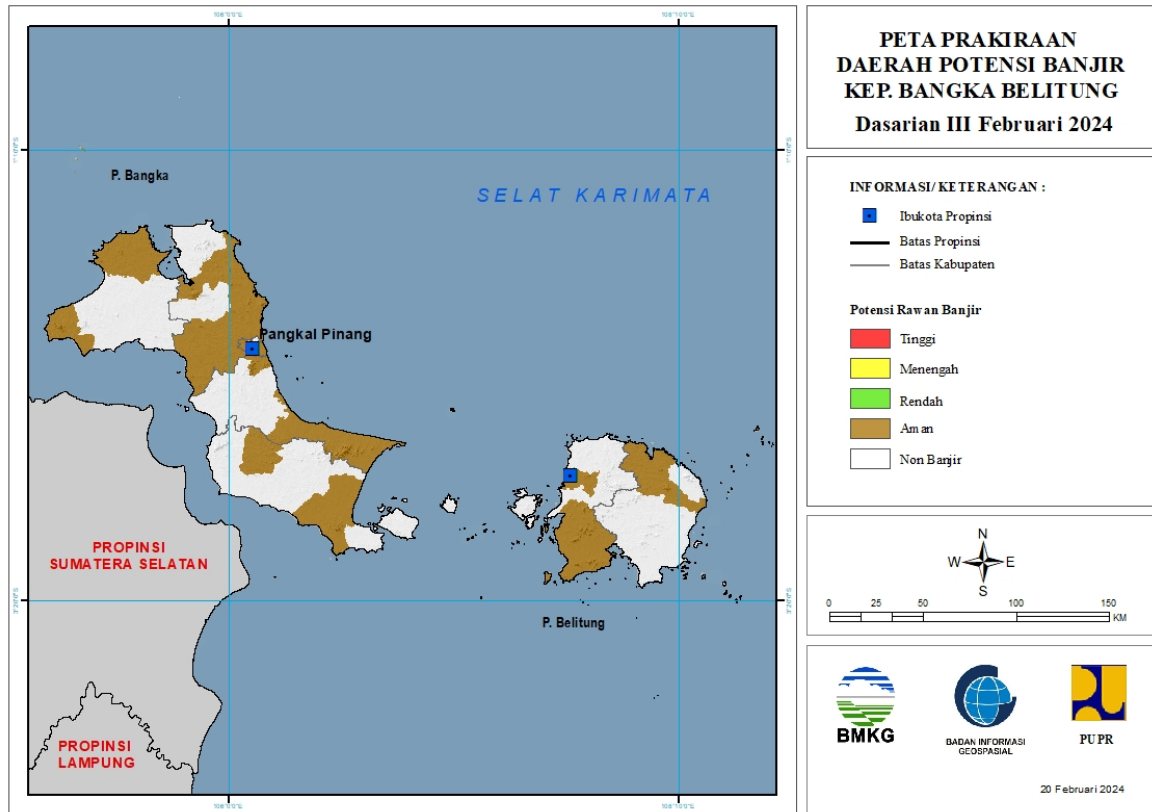 P. Bangka
SELAT KARIMATA
Pangkal Pinang
PROPINSI
SUMATERA SELATAN
P. Belitung
PROPINSI
LAMPUNG
PETA PRAKIRAAN
DAERAH POTENSI BANJIR
KEP. BANGKA BELITUNG
Dasarian III Februari 2024
INFORMASI/ KETERANGAN :
Ibukota Propinsi
Batas Propinsi
Batas Kabupaten
Potensi Rawan Banjir
Tinggi
Menengah
Rendah
Aman
Non Banjir
N
W E
S
0 25 50 100 150
KM
BMKG
BADAN INFORMASI
GEOSPASIAL
PUPR
20 Februari 2024